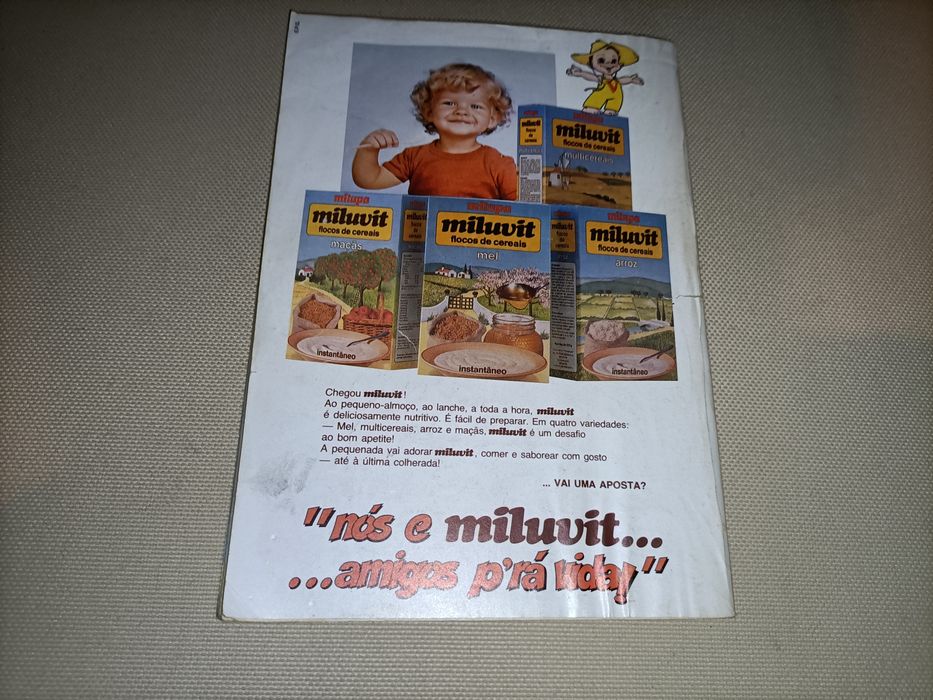 milupa
miluvit
flocos de cereais
multicereais
milupa
miluvit
flocos de cereais
maçãs
instantâneo
milupa
miluvit
flocos de cereais
mel
instantâneo
milupa
miluvit
flocos de cereais
arroz
instantâneo
Chegou miluvit!
Ao pequeno-almoço, ao lanche, a toda a hora, miluvit
é deliciosamente nutritivo. É fácil de preparar. Em quatro variedades:
— Mel, multicereais, arroz e maçãs, miluvit é um desafio
ao bom apetite!
A pequenada vai adorar miluvit, comer e saborear com gosto
— até à última colherada!
... VAI UMA APOSTA?
"nós e miluvit...
...amigos p'rá vida!"